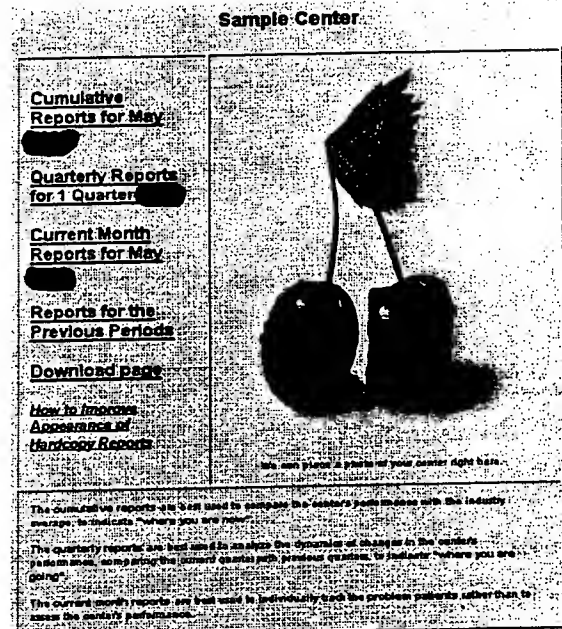 Sample Center
Cumulative
Reports for May
Quarterly Reports
for 1 Quarter
Current Month
Reports for May
Reports for the
Previous Periods
Download page
How to Improve
Appearance of
Hardcopy Reports
We can place a photo of your center right here.
The cumulative reports are best used to compare the center's performance with the industry
average, to indicate "where you are now".
The quarterly reports are best used to analyze the dynamics of changes in the center's
performance, comparing the current quarter with previous quarters, to indicate "where you are
going".
The current month reports are best used to individually track the problem patients rather than to
assess the center's performance.